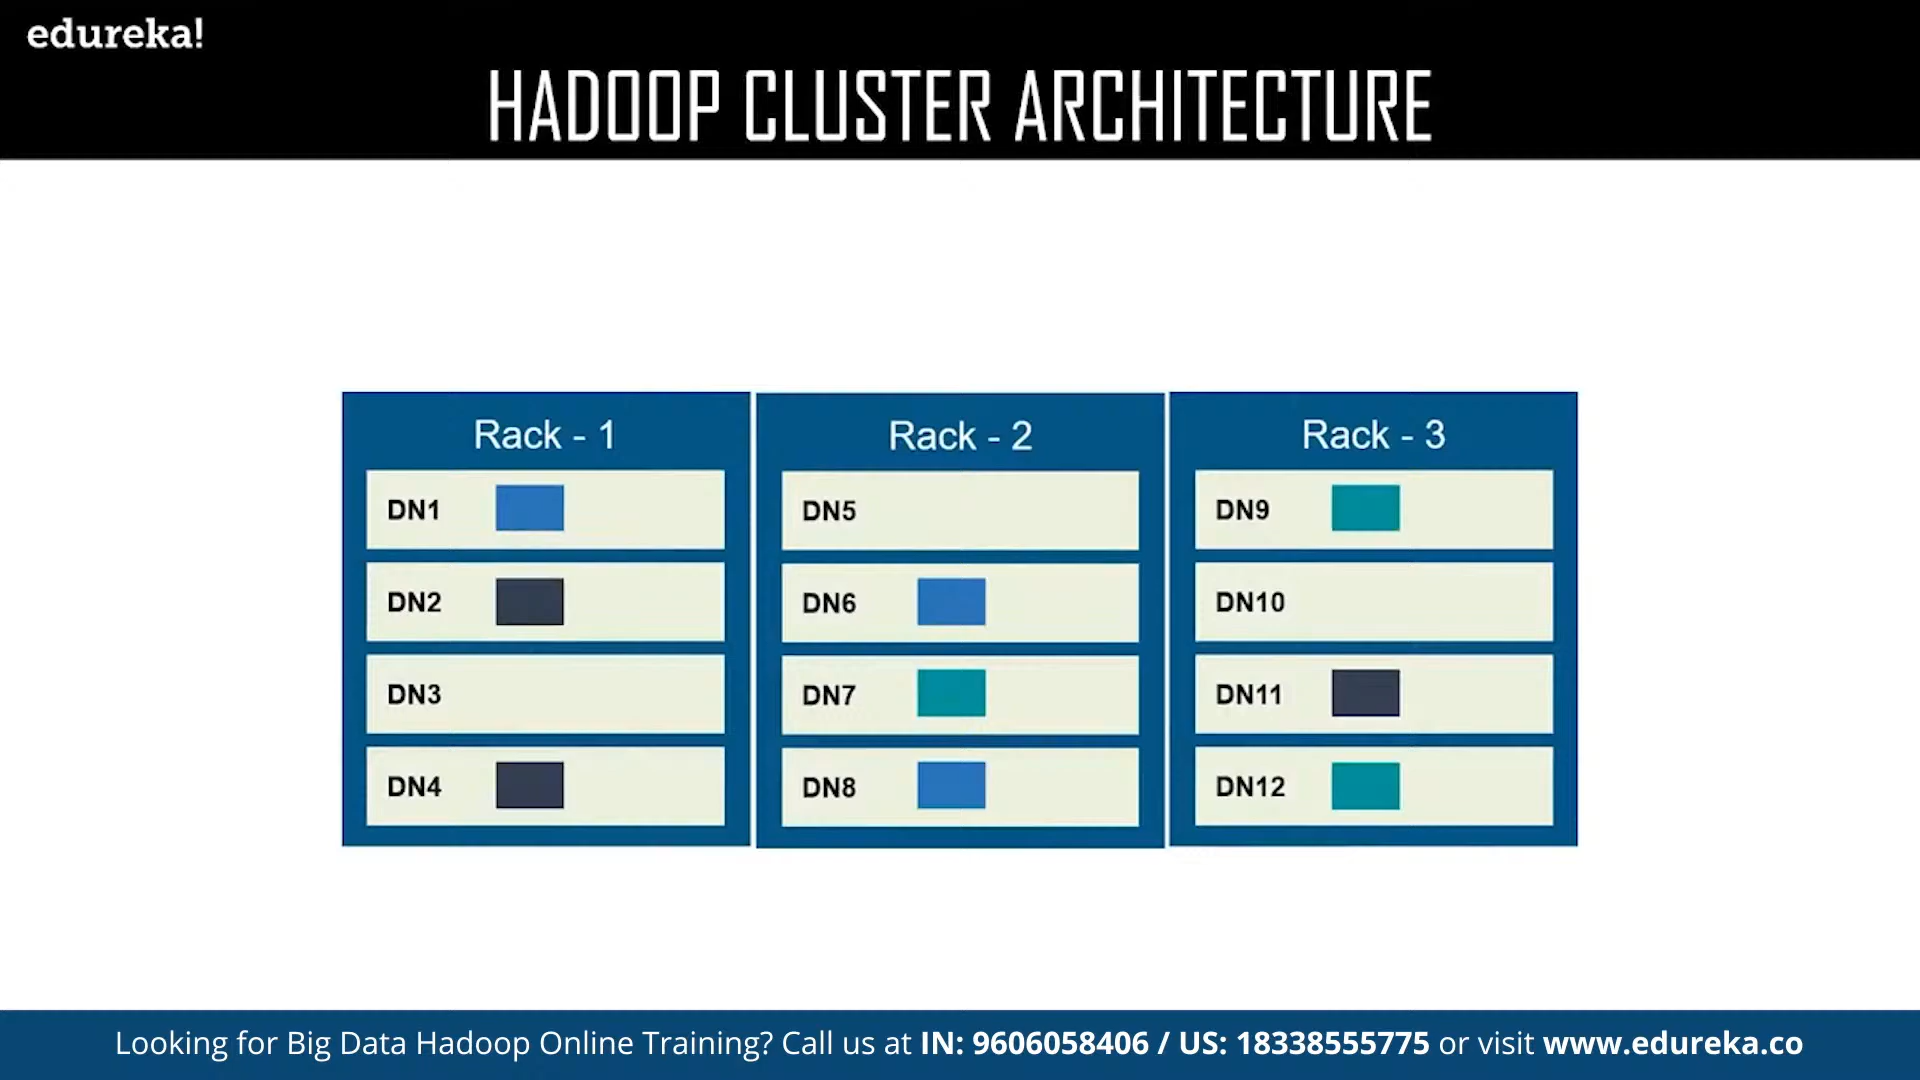 edureka!
HADOOP CLUSTER ARCHITECTURE
Rack - 1
DN1
DN2
DN3
DN4
Rack - 2
DN5
DN6
DN7
DN8
Rack - 3
DN9
DN10
DN11
DN12
Looking for Big Data Hadoop Online Training? Call us at IN: 9606058406 / US: 18338555775 or visit www.edureka.co